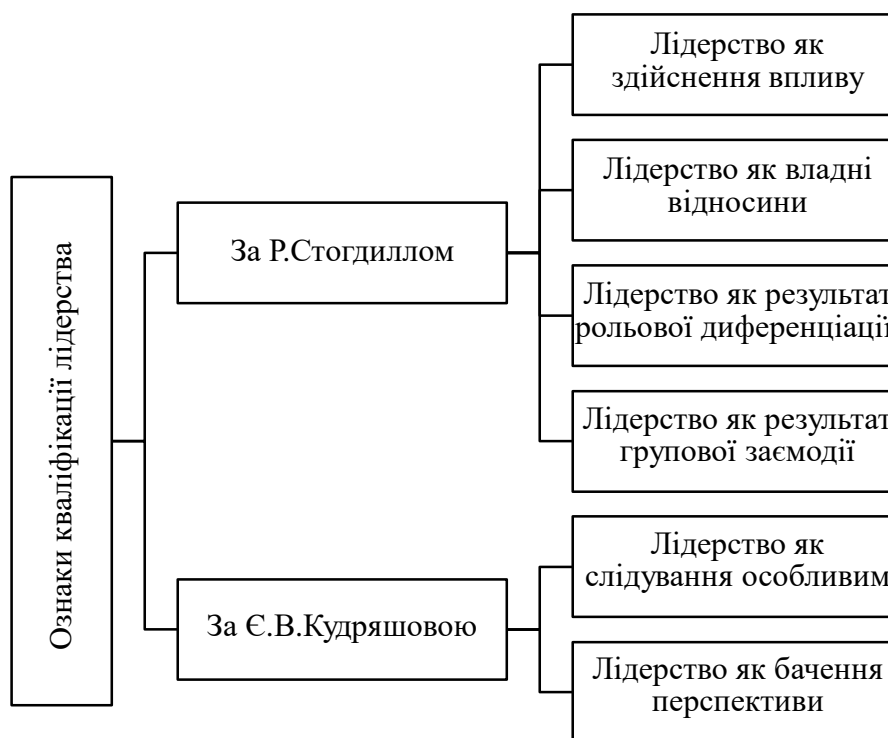 Ознаки кваліфікації лідерства
За Р.Стогдиллом
Лідерство як
здійснення впливу
Лідерство як владні
відносини
Лідерство як результат
рольової диференціації
Лідерство як результат
групової заємодії
За Є.В.Кудряшовою
Лідерство як
слідування особливим
Лідерство як бачення
перспективи